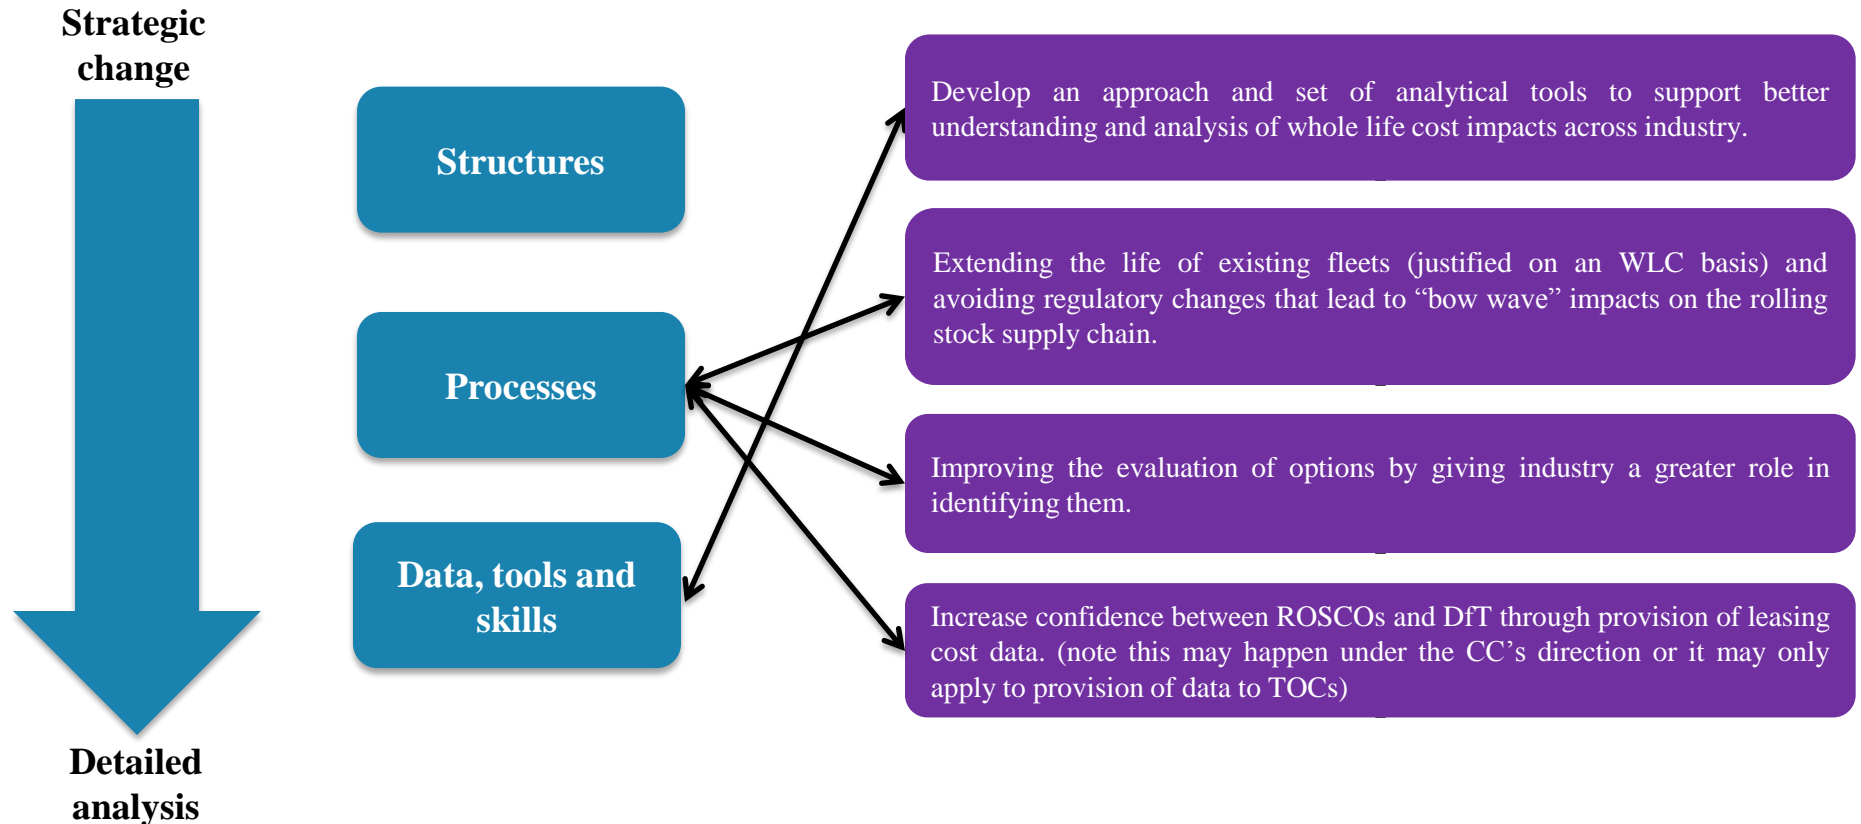 Strategic
change
Structures
Processes
Data, tools and
skills
Detailed
analysis
Develop an approach and set of analytical tools to support better
understanding and analysis of whole life cost impacts across industry.
Extending the life of existing fleets (justified on an WLC basis) and
avoiding regulatory changes that lead to “bow wave” impacts on the rolling
stock supply chain.
Improving the evaluation of options by giving industry a greater role in
identifying them.
Increase confidence between ROSCOs and DfT through provision of leasing
cost data. (note this may happen under the CC’s direction or it may only
apply to provision of data to TOCs)